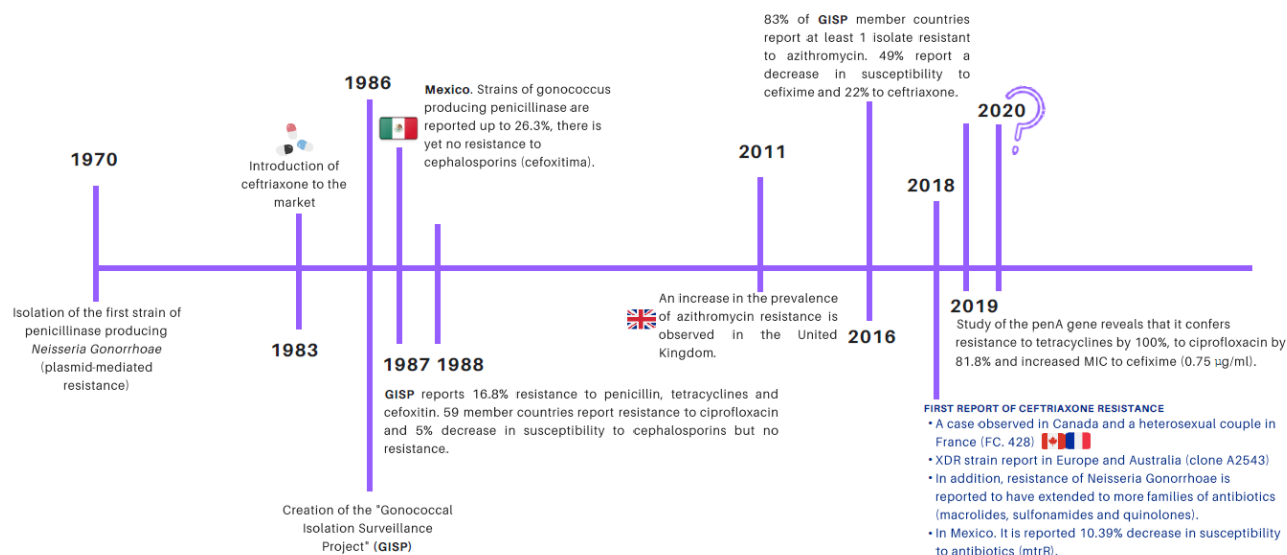 1970
Isolation of the first strain of
penicillinase producing
Neisseria Gonorrhoae
(plasmid-mediated
resistance)
Introduction of
ceftriaxone to the
market
1983
1986
Creation of the "Gonococcal
Isolation Surveillance
Project" (GISP)
Mexico. Strains of gonococcus
producing penicillinase are
reported up to 26.3%, there is
yet no resistance to
cephalosporins (cefoxitima).
1987
1988
GISP reports 16.8% resistance to penicillin, tetracyclines and
cefoxitin. 59 member countries report resistance to ciprofloxacin
and 5% decrease in susceptibility to cephalosporins but no
resistance.
2011
An increase in the prevalence
of azithromycin resistance is
observed in the United
Kingdom.
83% of GISP member countries
report at least 1 isolate resistant
to azithromycin. 49% report a
decrease in susceptibility to
cefixime and 22% to ceftriaxone.
2016
2018
FIRST REPORT OF CEFTRIAXONE RESISTANCE
• A case observed in Canada and a heterosexual couple in
France (FC. 428)
• XDR strain report in Europe and Australia (clone A2543)
• In addition, resistance of Neisseria Gonorrhoae is
reported to have extended to more families of antibiotics
(macrolides, sulfonamides and quinolones).
• In Mexico. It is reported 10.39% decrease in susceptibility
to antibiotics (mtrR).
2019
Study of the penA gene reveals that it confers
resistance to tetracyclines by 100%, to ciprofloxacin by
81.8% and increased MIC to cefixime (0.75 µg/ml).
2020
?